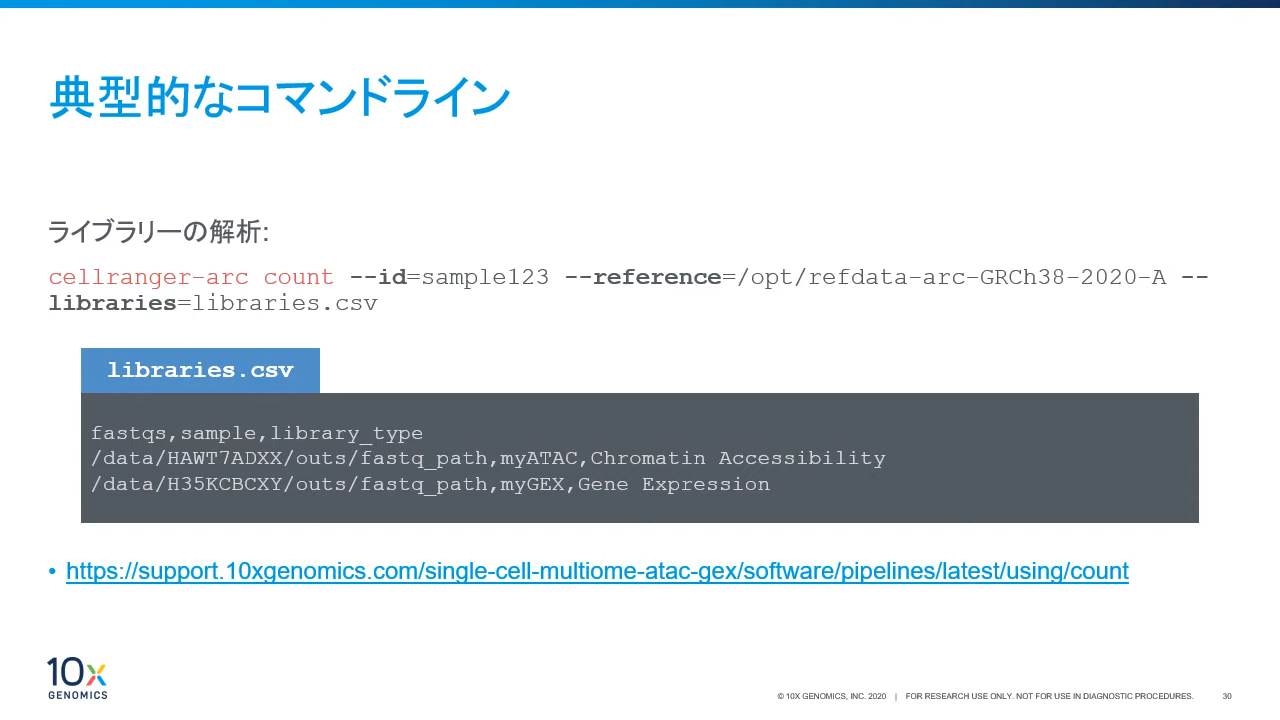 典型的なコマンドライン
ライブラリーの解析:
cellranger-arc count --id=sample123 --reference=/opt/refdata-arc-GRCh38-2020-A --
libraries=libraries.csv
libraries.csv
fastqs,sample,library_type
/data/HAWT7ADXX/outs/fastq_path,myATAC,Chromatin Accessibility
/data/H35KCBCXY/outs/fastq_path,myGEX,Gene Expression
• https://support.10xgenomics.com/single-cell-multiome-atac-gex/software/pipelines/latest/using/count
10x
GENOMICS
© 10X GENOMICS, INC. 2020 | FOR RESEARCH USE ONLY. NOT FOR USE IN DIAGNOSTIC PROCEDURES. 30